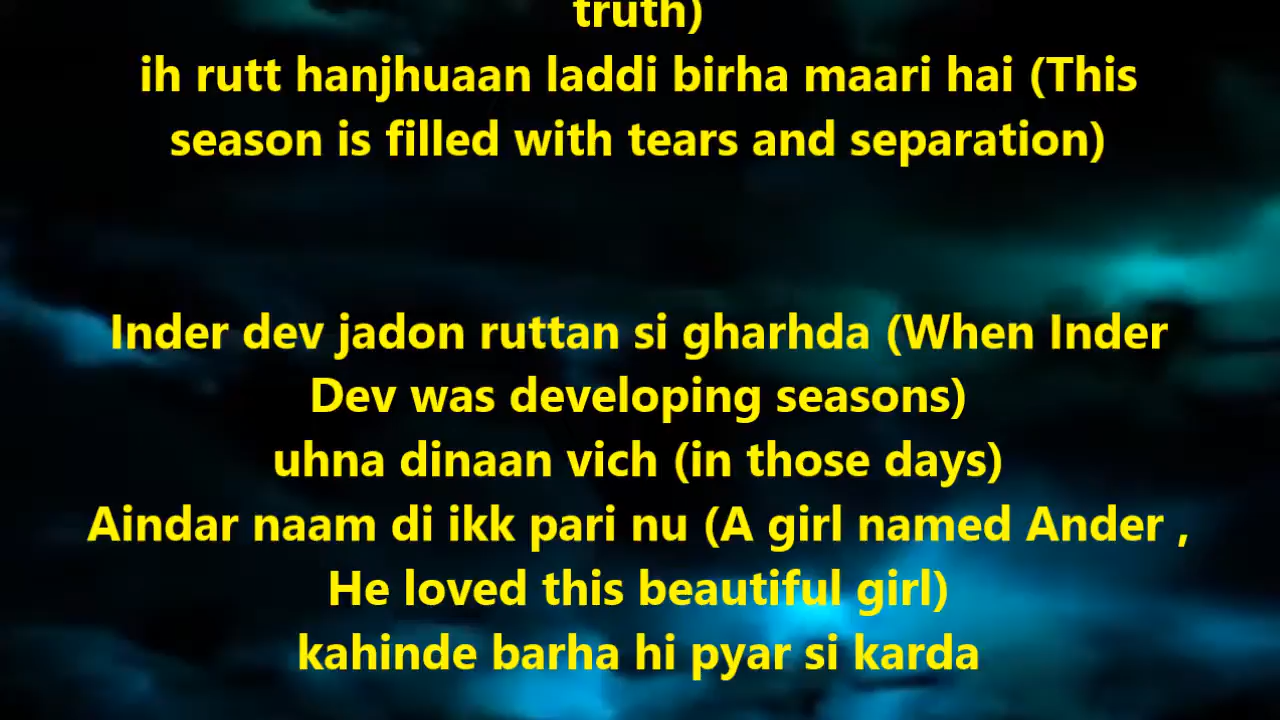 truth)
ih rutt hanjhuaan laddi birha maari hai (This
season is filled with tears and separation)
Inder dev jadon ruttan si gharhda (When Inder
Dev was developing seasons)
uhna dinaan vich (in those days)
Aindar naam di ikk pari nu (A girl named Ander ,
He loved this beautiful girl)
kahinde barha hi pyar si karda